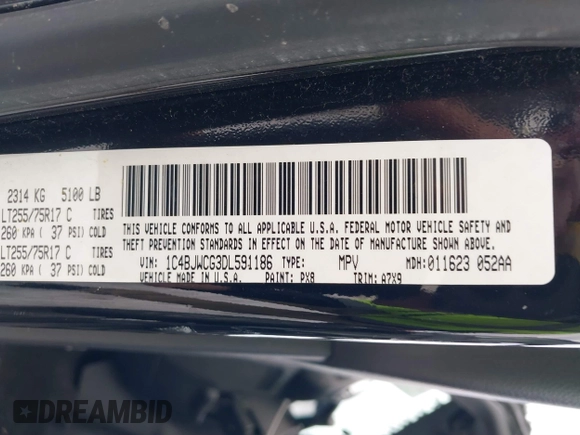 2314 KG 5100 LB
LT255/75R17 C TIRES
260 KPA ( 37 PSI) COLD
LT255/75R17 C TIRES
260 KPA ( 37 PSI) COLD
THIS VEHICLE CONFORMS TO ALL APPLICABLE U.S.A. FEDERAL MOTOR VEHICLE SAFETY AND
THEFT PREVENTION STANDARDS IN EFFECT ON THE DATE OF MANUFACTURE SHOWN ABOVE.
VIN: 1C4BJWCG3DL591186 TYPE: MPV MDH: 011623 052AA
VEHICLE MADE IN U.S.A. PAINT: PX8 TRIM: A7X9
DREAMBID